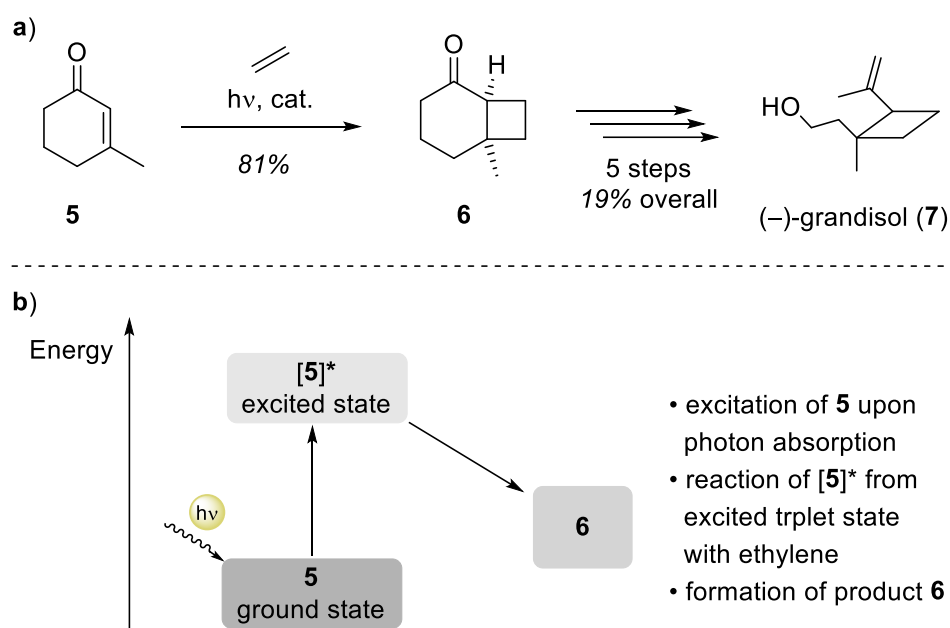 a)
O
hν, cat.
81%
5
O
H
6
5 steps
19% overall
HO
(–)-grandisol (7)
b)
Energy
[5]*
excited state
hν
5
ground state
6
• excitation of 5 upon
photon absorption
• reaction of [5]* from
excited trplet state
with ethylene
• formation of product 6